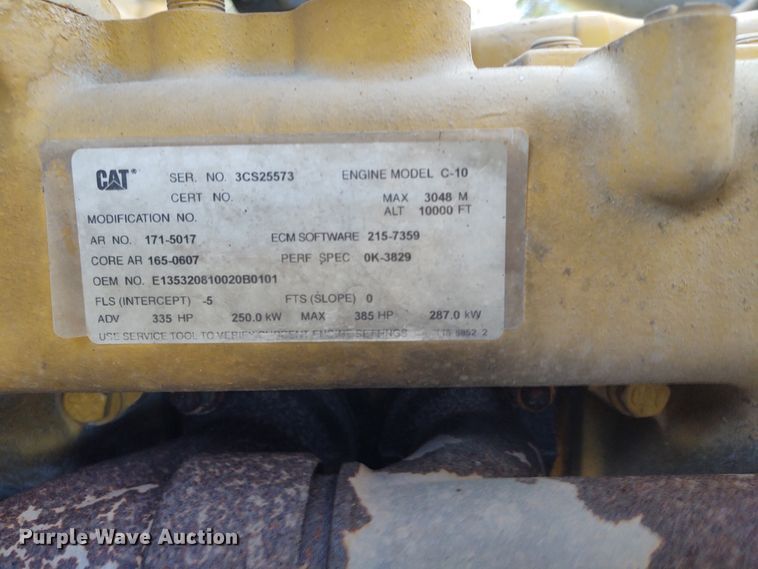 CAT® SER. NO. 3CS25573 ENGINE MODEL C-10
CERT NO. MAX 3048 M
MODIFICATION NO. ALT 10000 FT
AR NO. 171-5017 ECM SOFTWARE 215-7359
CORE AR 165-0607 PERF SPEC 0K-3829
OEM NO. E135320810020B0101
FLS (INTERCEPT) -5 FTS (SLOPE) 0
ADV 335 HP 250.0 kW MAX 385 HP 287.0 kW
USE SERVICE TOOL TO VERIFY CURRENT ENGINE SETTINGS
Purple Wave Auction